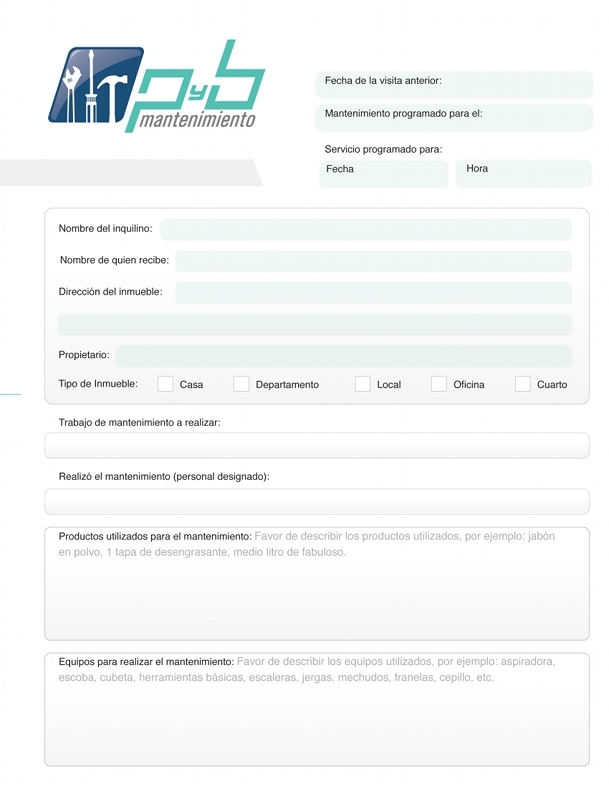 pyb
mantenimiento
Fecha de la visita anterior:
Mantenimiento programado para el:
Servicio programado para:
Fecha
Hora
Nombre del inquilino:
Nombre de quien recibe:
Dirección del inmueble:
Propietario:
Tipo de Inmueble:
Casa
Departamento
Local
Oficina
Cuarto
Trabajo de mantenimiento a realizar:
Realizó el mantenimiento (personal designado):
Productos utilizados para el mantenimiento: Favor de describir los productos utilizados, por ejemplo: jabón
en polvo, 1 tapa de desengrasante, medio litro de fabuloso.
Equipos para realizar el mantenimiento: Favor de describir los equipos utilizados, por ejemplo: aspiradora,
escoba, cubeta, herramientas básicas, escaleras, jergas. mechudos, franelas, cepillo, etc.